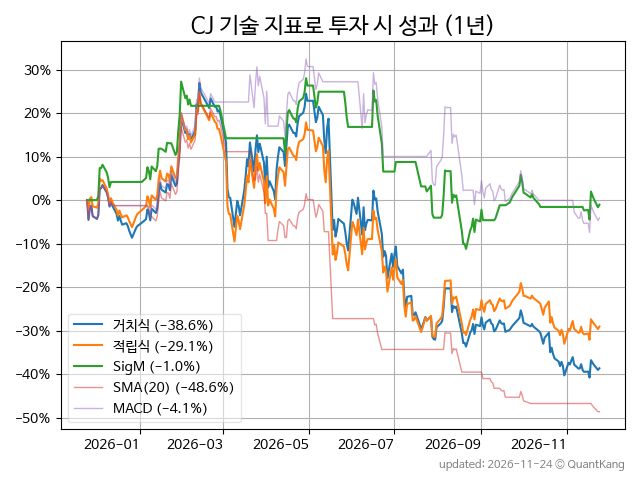 CJ 기술 지표로 투자 시 성과 (1년)
30%
20%
10%
0%
−10%
−20%
−30%
−40%
−50%
거치식 (−38.6%)
적립식 (−29.1%)
SigM (−1.0%)
SMA(20) (−48.6%)
MACD (−4.1%)
2026-01 2026-03 2026-05 2026-07 2026-09 2026-11
updated: 2026-11-24 © QuantKang